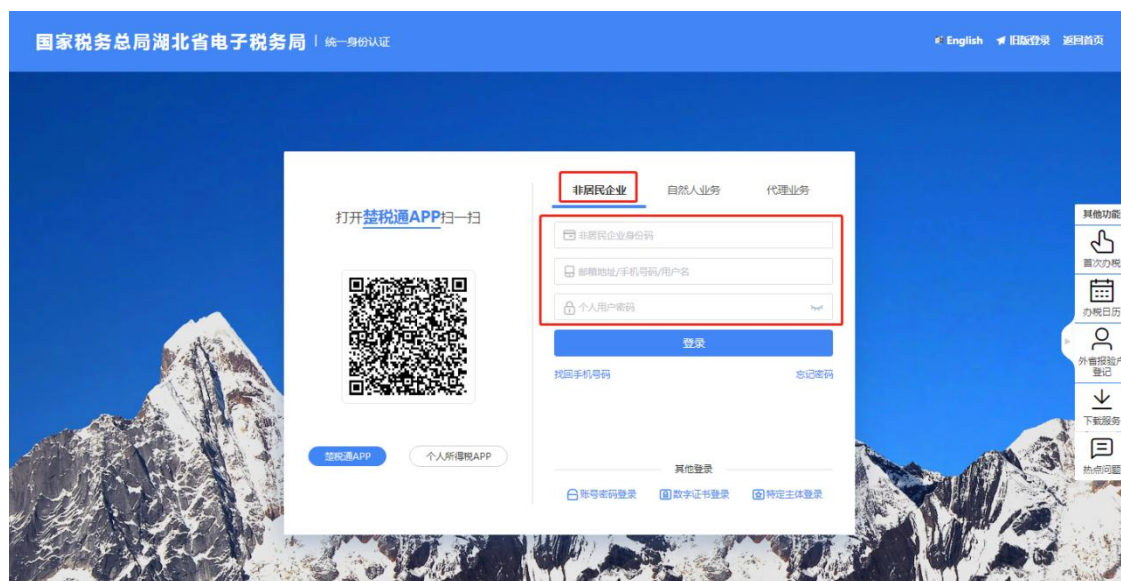 国家税务总局湖北省电子税务局 | 统一身份认证
English 旧版登录 返回首页
打开楚税通APP扫一扫
楚税通APP 个人所得税APP
非居民企业 自然人业务 代理业务
非居民企业身份码
邮箱地址/手机号码/用户名
个人用户密码
登录
找回手机号码 忘记密码
其他登录
账号密码登录 数字证书登录 特定主体登录
其他功能
首次办税
办税日历
外省报验户
登记
下载服务
热点问题